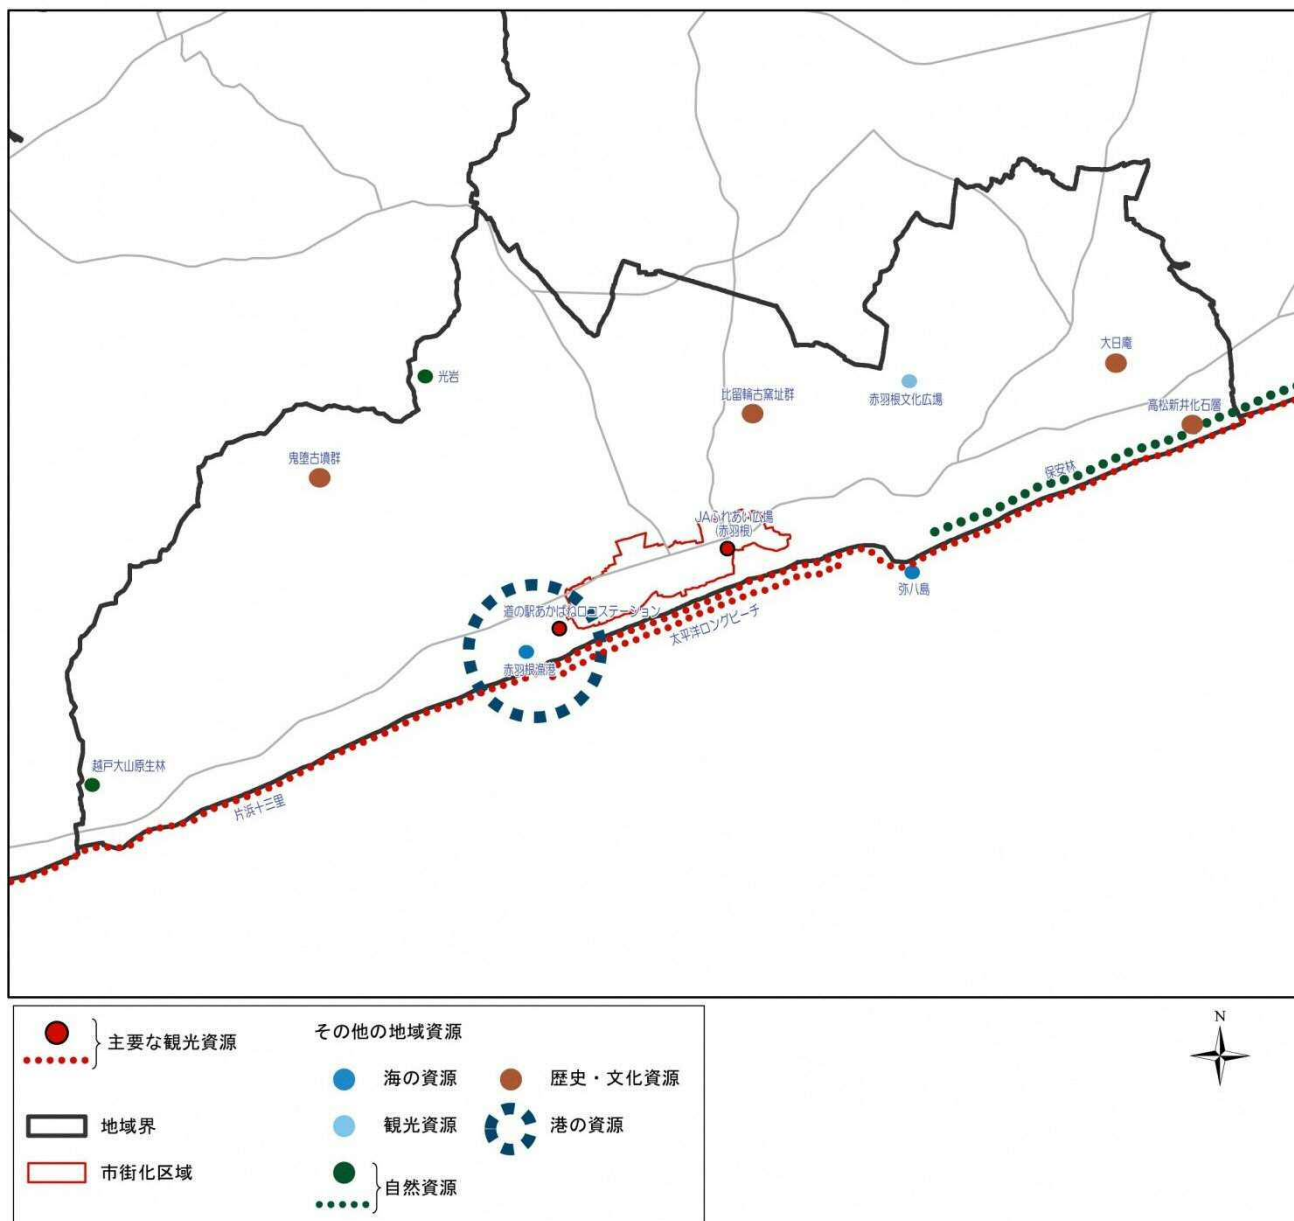 光岩
大日庵
比留輪古窯址群
赤羽根文化広場
高松新井化石層
鬼堕古墳群
保安林
JAふれあい広場
(赤羽根)
弥八島
道の駅あかばねロコステーション
太平洋ロングビーチ
赤羽根漁港
越戸大山原生林
片浜十三里
主要な観光資源
地域界
市街化区域
その他の地域資源
海の資源
歴史・文化資源
観光資源
港の資源
自然資源
N